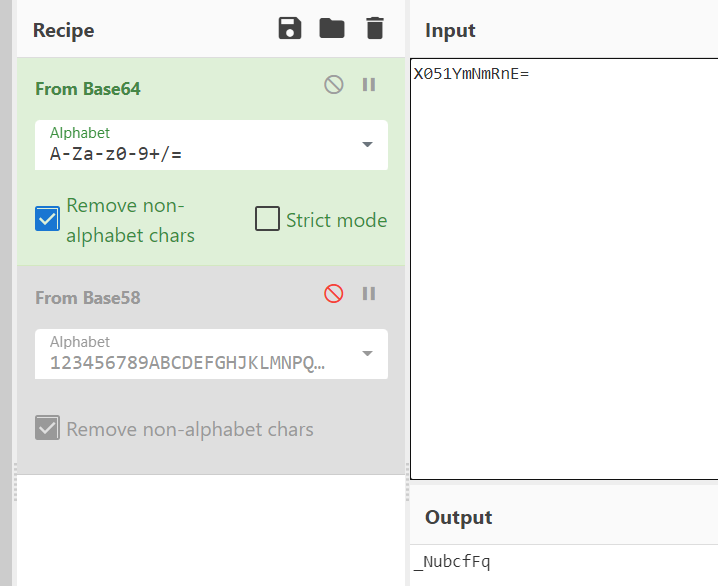 Recipe
From Base64
Alphabet
A-Za-z0-9+/=
Remove non-
alphabet chars
Strict mode
From Base58
Alphabet
123456789ABCDEFGHJKLMNPQ…
Remove non-alphabet chars
Input
X051YmNmRnE=
Output
_NubcfFq